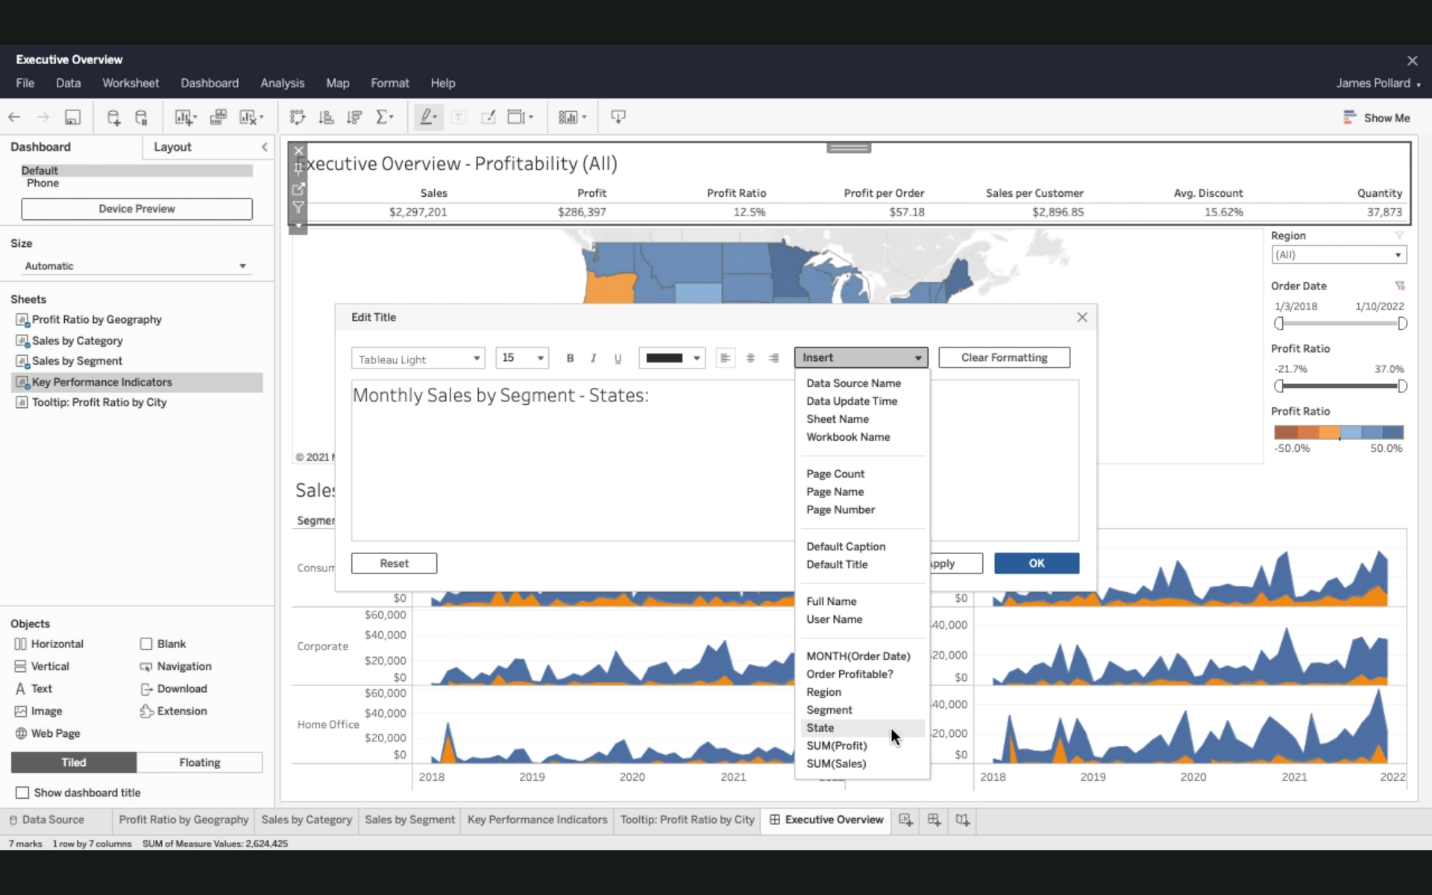 Executive Overview
File Data Worksheet Dashboard Analysis Map Format Help
James Pollard
Show Me
Dashboard Layout
Default
Phone
Device Preview
Size
Automatic
Sheets
Profit Ratio by Geography
Sales by Category
Sales by Segment
Key Performance Indicators
Tooltip: Profit Ratio by City
Objects
Horizontal Blank
Vertical Navigation
Text Download
Image Extension
Web Page
Tiled Floating
Show dashboard title
Executive Overview - Profitability (All)
Sales Profit Profit Ratio Profit per Order Sales per Customer Avg. Discount Quantity
$2,297,201 $286,397 12.5% $57.18 $2,896.85 15.62% 37,873
Region
(All)
Order Date
1/3/2018 1/10/2022
Profit Ratio
-21.7% 37.0%
Profit Ratio
-50.0% 50.0%
© 2021
Edit Title
Tableau Light 15 B I U Insert Clear Formatting
Monthly Sales by Segment - States:
Data Source Name
Data Update Time
Sheet Name
Workbook Name
Page Count
Page Name
Page Number
Default Caption
Default Title
Full Name
User Name
MONTH(Order Date)
Order Profitable?
Region
Segment
State
SUM(Profit)
SUM(Sales)
Reset pply OK
Sales
Segmen
Consum
$0 $0
$60,000
$40,000 40,000
Corporate
$20,000 20,000
$0 $0
$60,000
$40,000 40,000
Home Office
$20,000 20,000
$0 $0
2018 2019 2020 2021 2018 2019 2020 2021 2022
Data Source Profit Ratio by Geography Sales by Category Sales by Segment Key Performance Indicators Tooltip: Profit Ratio by City Executive Overview
7 marks 1 row by 7 columns SUM of Measure Values: 2,624,425